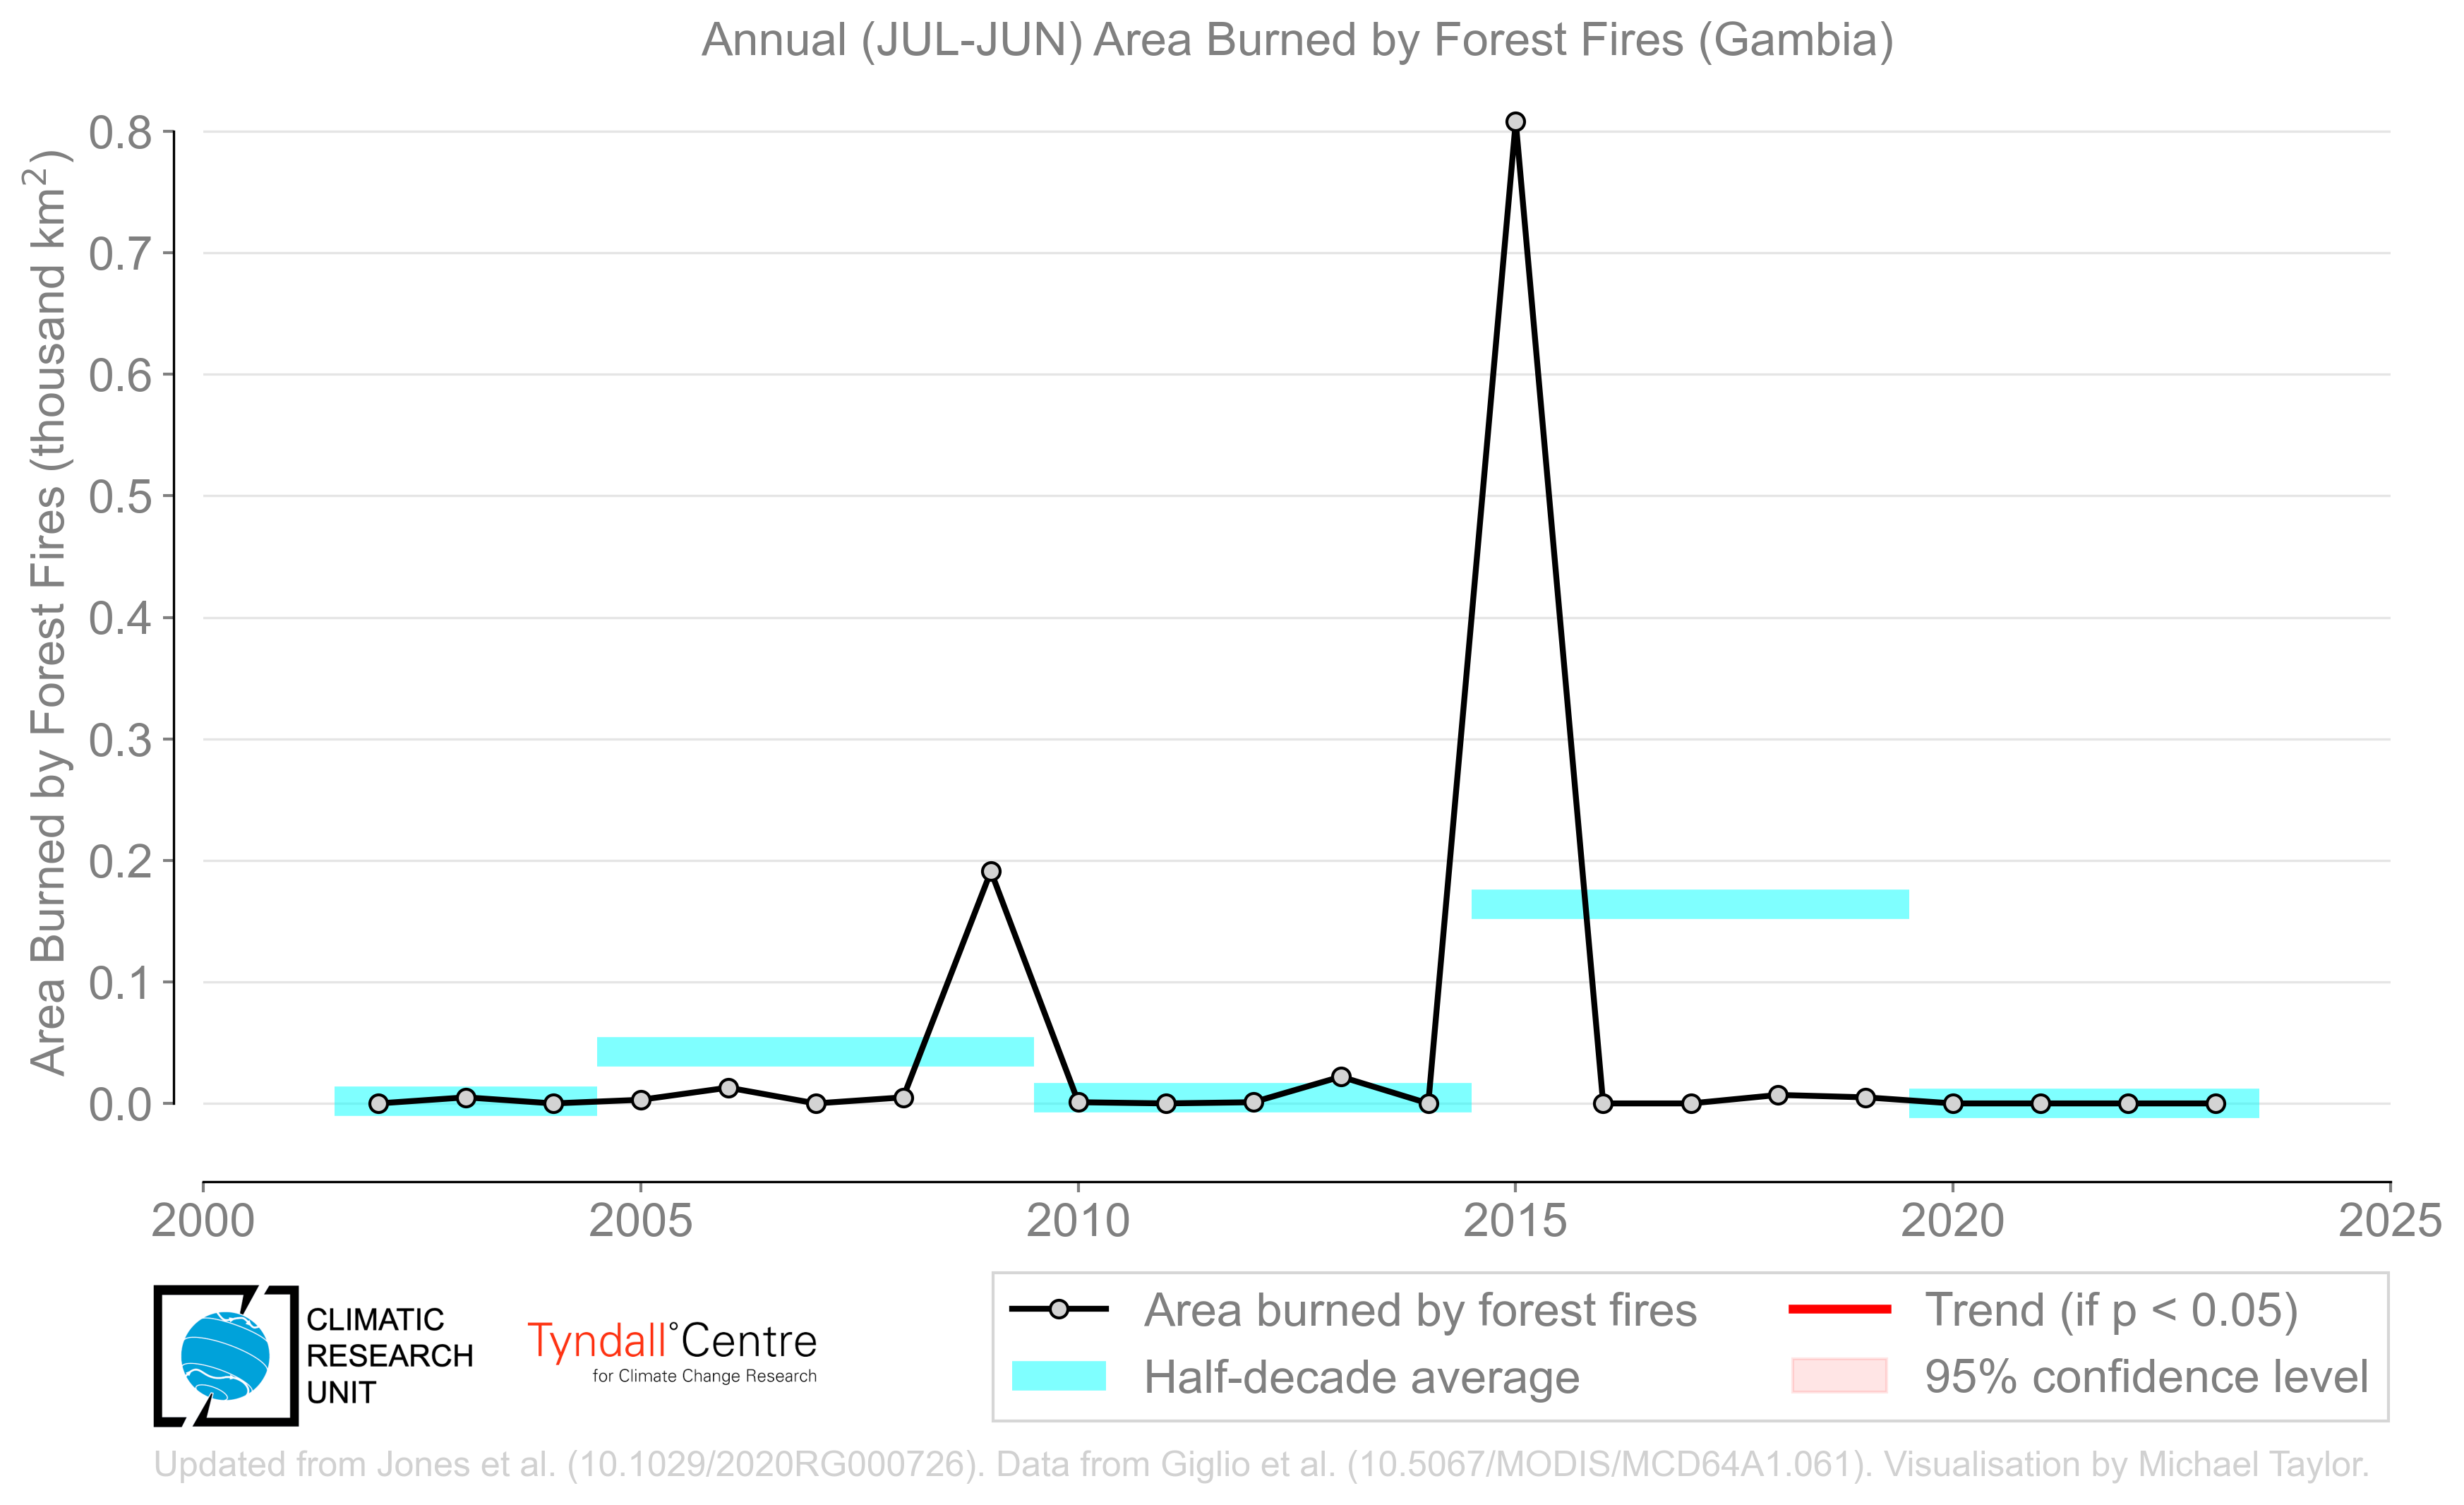 Annual (JUL-JUN) Area Burned by Forest Fires (Gambia)
Area Burned by Forest Fires (thousand km²)
0.8
0.7
0.6
0.5
0.4
0.3
0.2
0.1
0.0
2000 2005 2010 2015 2020 2025
CLIMATIC
RESEARCH
UNIT
Tyndall°Centre
for Climate Change Research
Area burned by forest fires
Half-decade average
Trend (if p < 0.05)
95% confidence level
Updated from Jones et al. (10.1029/2020RG000726). Data from Giglio et al. (10.5067/MODIS/MCD64A1.061). Visualisation by Michael Taylor.